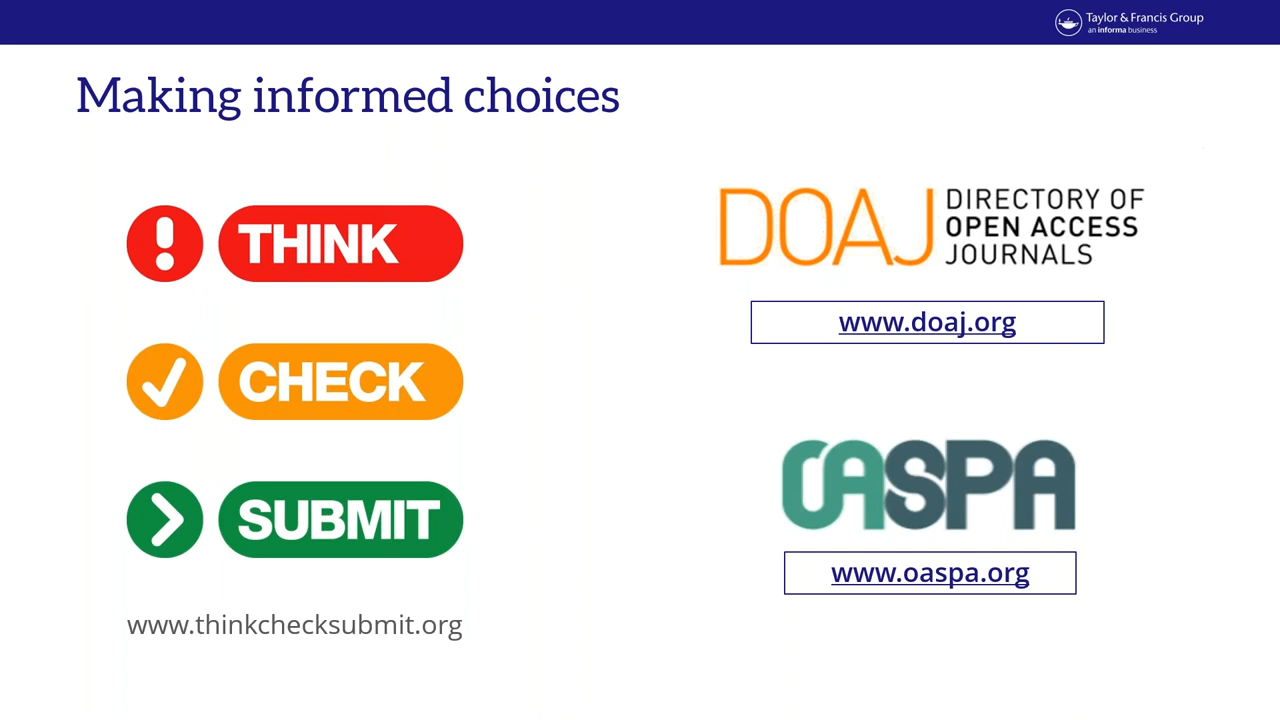 Taylor & Francis Group
an informa business
Making informed choices
THINK
CHECK
SUBMIT
www.thinkchecksubmit.org
DOAJ
DIRECTORY OF
OPEN ACCESS
JOURNALS
www.doaj.org
OASPA
www.oaspa.org